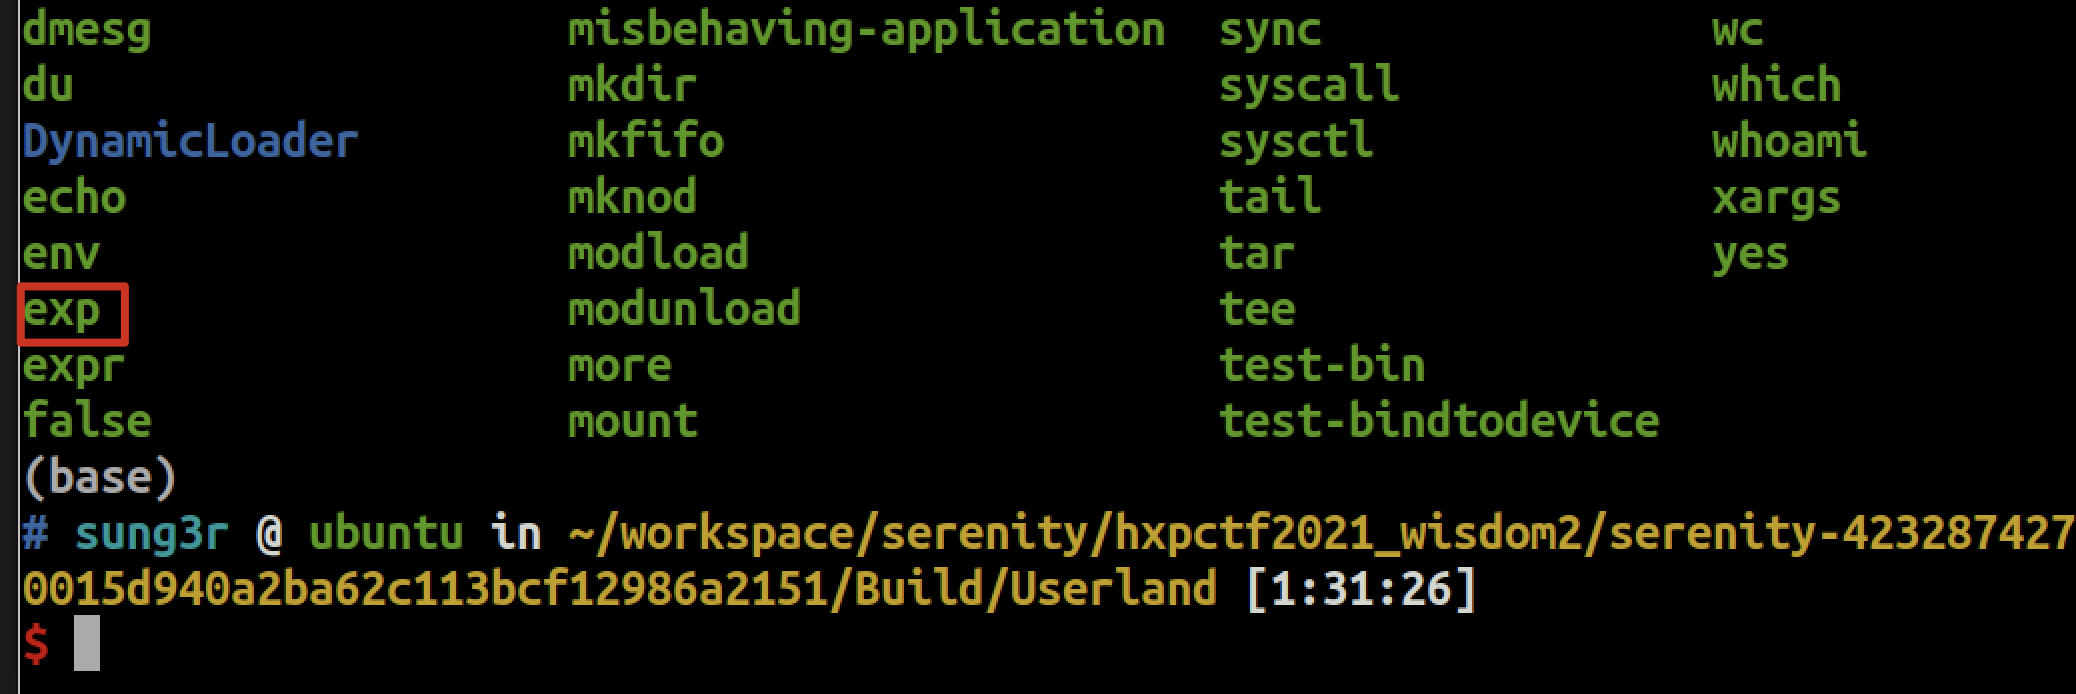 dmesg misbehaving-application sync wc
du mkdir syscall which
DynamicLoader mkfifo sysctl whoami
echo mknod tail xargs
env modload tar yes
exp modunload tee
expr more test-bin
false mount test-bindtodevice
(base)
# sung3r @ ubuntu in ~/workspace/serenity/hxpctf2021_wisdom2/serenity-423287427
0015d940a2ba62c113bcf12986a2151/Build/Userland [1:31:26]
$